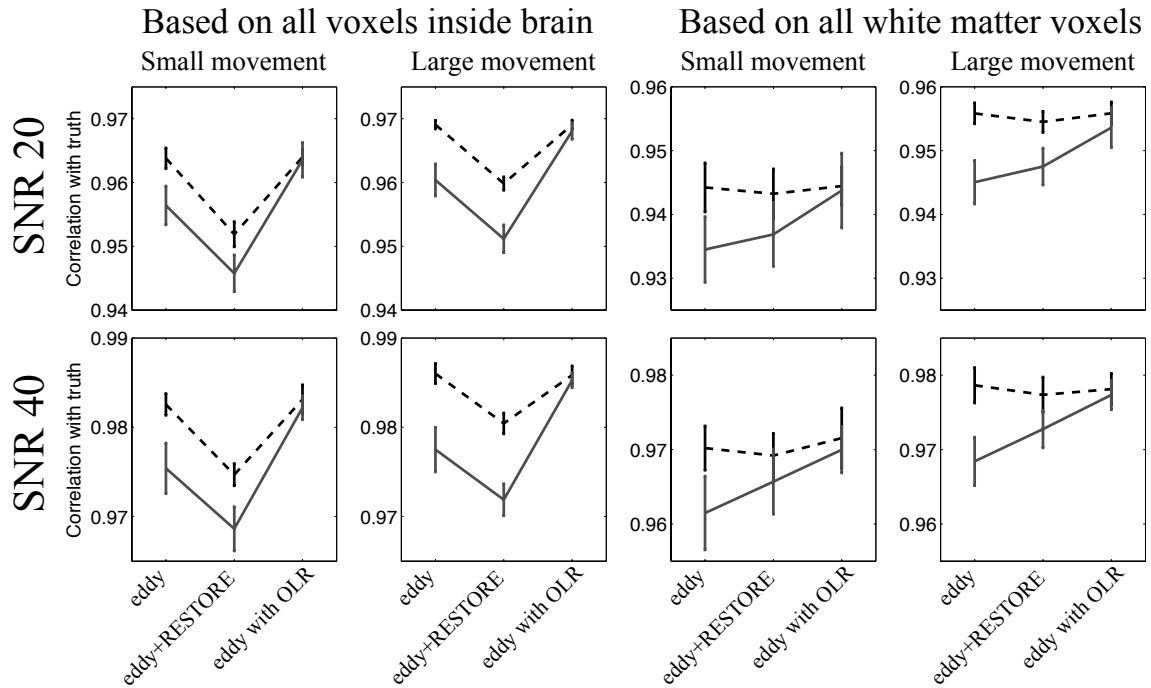 Based on all voxels inside brain
Based on all white matter voxels
Small movement
Large movement
Small movement
Large movement
SNR 20
Correlation with truth
0.97
0.96
0.95
0.94
0.97
0.96
0.95
0.94
0.96
0.95
0.94
0.93
0.96
0.95
0.94
0.93
SNR 40
Correlation with truth
0.99
0.98
0.97
0.99
0.98
0.97
0.98
0.97
0.96
0.98
0.97
0.96
eddy
eddy+RESTORE
eddy with OLR
eddy
eddy+RESTORE
eddy with OLR
eddy
eddy+RESTORE
eddy with OLR
eddy
eddy+RESTORE
eddy with OLR